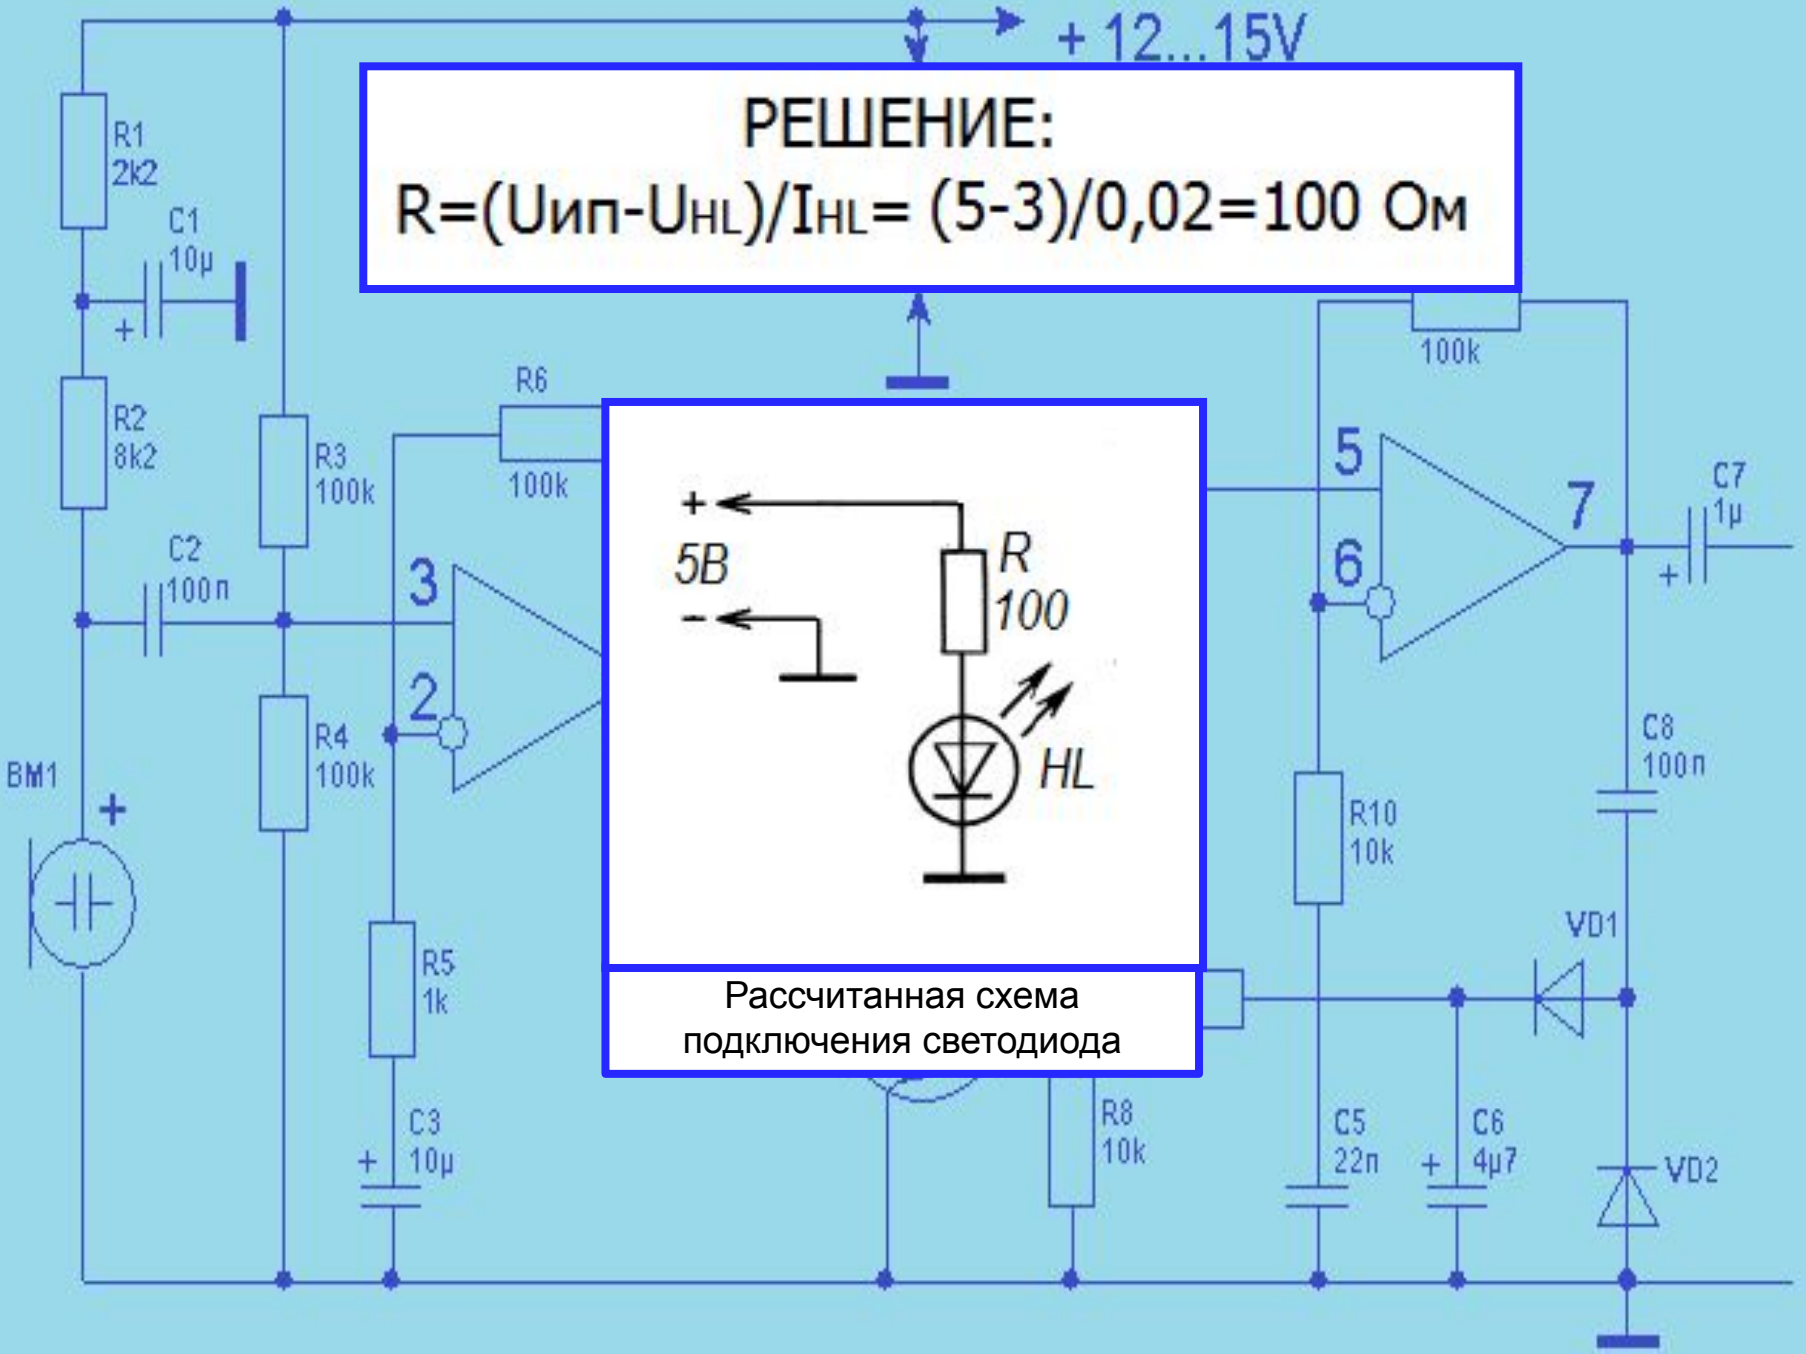 + 12...15V
РЕШЕНИЕ:
R=(Uип-UHL)/IHL= (5-3)/0,02=100 Ом
R1
2k2
C1
10μ
+
R2
8k2
R3
100k
R6
100k
100k
C2
100n
3
2
5
6
7
C7
1μ
+
+
5В
-
R
100
HL
R4
100k
BM1
+
C8
100n
R10
10k
VD1
R5
1k
Рассчитанная схема
подключения светодиода
C3
+ 10μ
R8
10k
C5
22n
C6
+ 4μ7
VD2